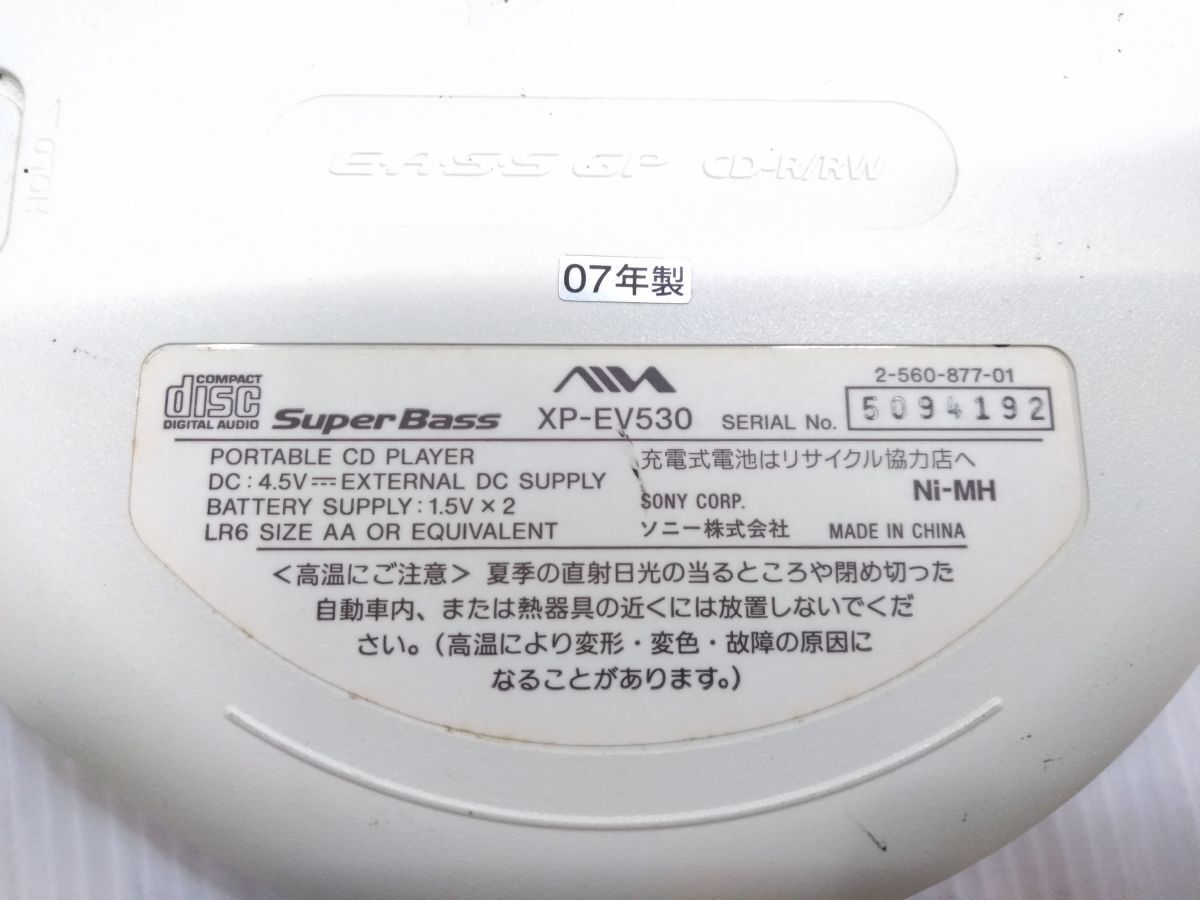 E·A·S·S GP CD-R/RW
07年製
COMPACT
disc
DIGITAL AUDIO
Super Bass
AIWA
XP-EV530
SERIAL No.
2-560-877-01
5094192
PORTABLE CD PLAYER
DC : 4.5V⎓EXTERNAL DC SUPPLY
BATTERY SUPPLY : 1.5V × 2
LR6 SIZE AA OR EQUIVALENT
充電式電池はリサイクル協力店へ
Ni-MH
SONY CORP.
ソニー株式会社
MADE IN CHINA
<高温にご注意> 夏季の直射日光の当るところや閉め切った
自動車内、または熱器具の近くには放置しないでくだ
さい。(高温により変形・変色・故障の原因に
なることがあります。)